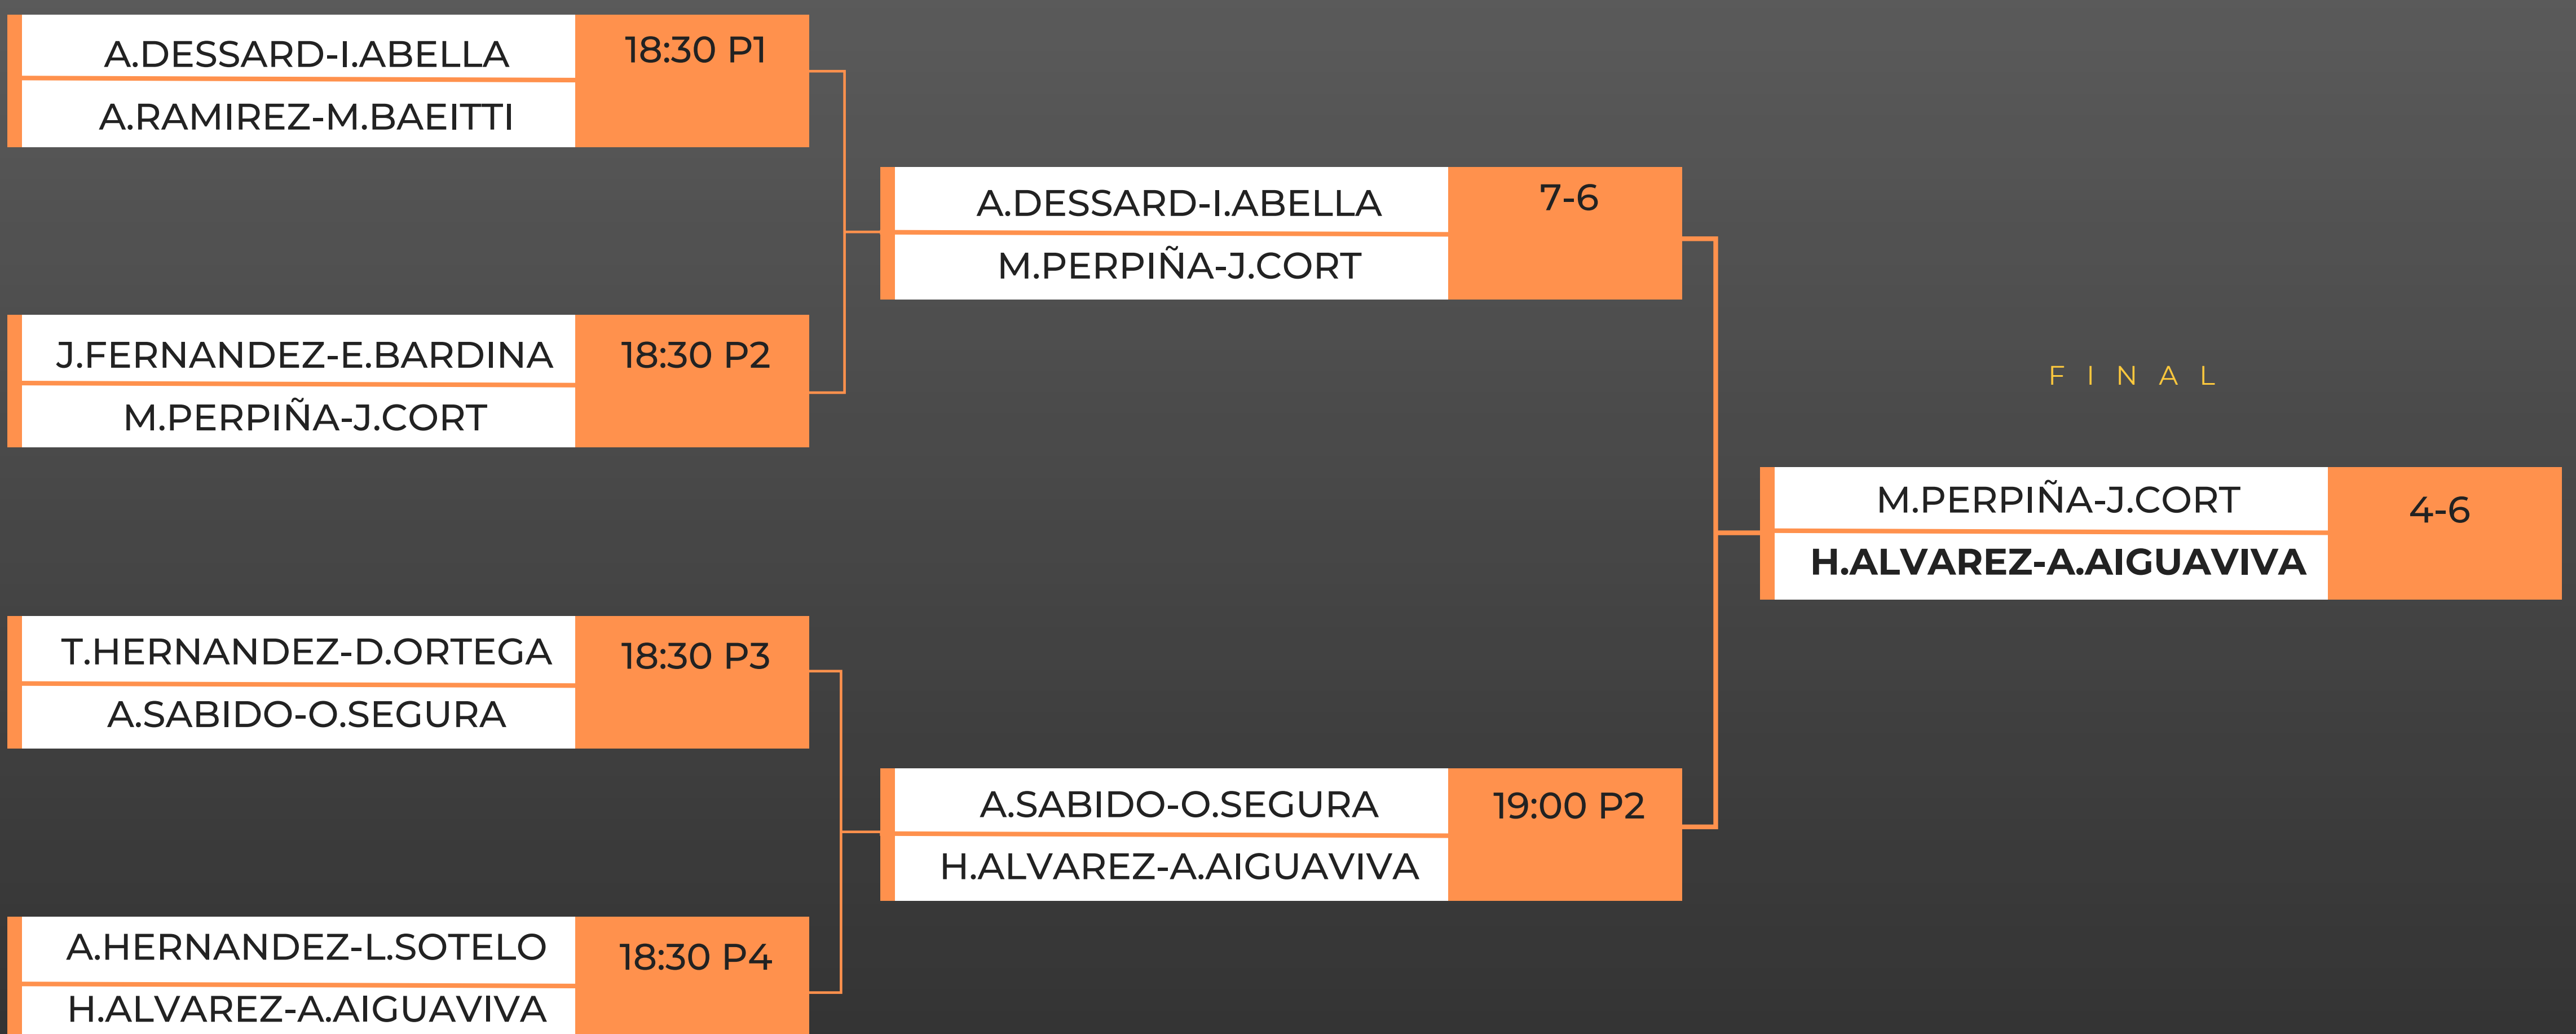 A.DESSARD-I.ABELLA
18:30 P1
A.RAMIREZ-M.BAEITTI
J.FERNANDEZ-E.BARDINA
18:30 P2
M.PERPIÑA-J.CORT
T.HERNANDEZ-D.ORTEGA
18:30 P3
A.SABIDO-O.SEGURA
A.HERNANDEZ-L.SOTELO
18:30 P4
H.ALVAREZ-A.AIGUAVIVA
A.DESSARD-I.ABELLA
7-6
M.PERPIÑA-J.CORT
A.SABIDO-O.SEGURA
19:00 P2
H.ALVAREZ-A.AIGUAVIVA
FINAL
M.PERPIÑA-J.CORT
4-6
H.ALVAREZ-A.AIGUAVIVA